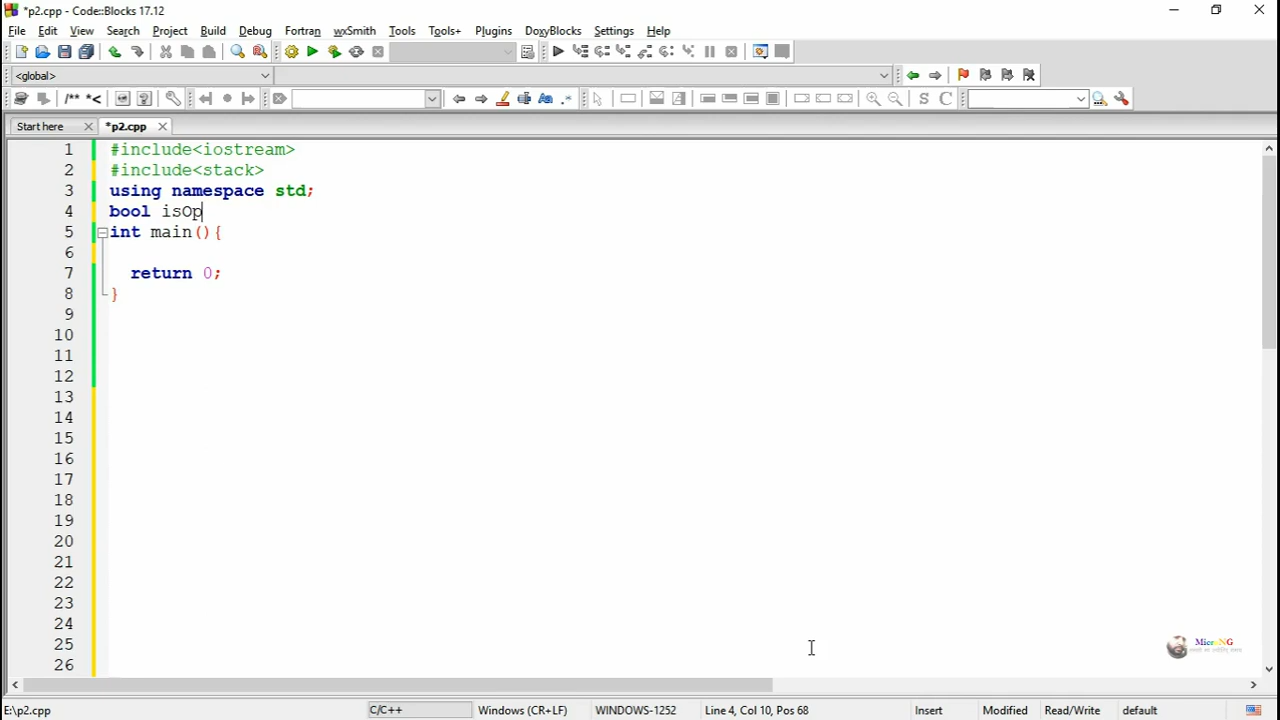 *p2.cpp - Code::Blocks 17.12
File Edit View Search Project Build Debug Fortran wxSmith Tools Tools+ Plugins DoxyBlocks Settings Help
<global>
/** *<
Start here *p2.cpp
1 #include<iostream>
2 #include<stack>
3 using namespace std;
4 bool isOp
5 int main(){
6
7 return 0;
8 }
9
10
11
12
13
14
15
16
17
18
19
20
21
22
23
24
25
26
MicroNG
E:\p2.cpp C/C++ Windows (CR+LF) WINDOWS-1252 Line 4, Col 10, Pos 68 Insert Modified Read/Write default